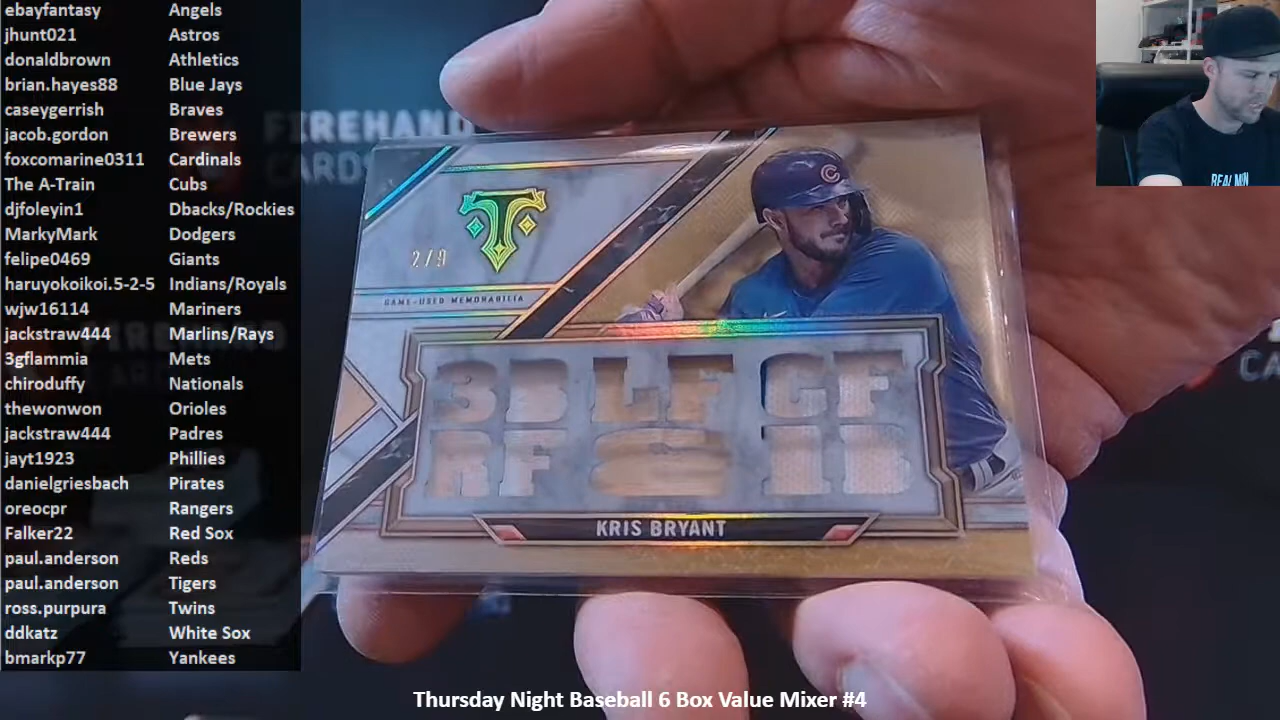 ebayfantasy Angels
jhunt021 Astros
donaldbrown Athletics
brian.hayes88 Blue Jays
caseygerrish Braves
jacob.gordon Brewers
foxcomarine0311 Cardinals
The A-Train Cubs
djfoleyin1 Dbacks/Rockies
MarkyMark Dodgers
felipe0469 Giants
haruyokoikoi.5-2-5 Indians/Royals
wjw16114 Mariners
jackstraw444 Marlins/Rays
3gflammia Mets
chiroduffy Nationals
thewonwon Orioles
jackstraw444 Padres
jayt1923 Phillies
danielgriesbach Pirates
oreocpr Rangers
Falker22 Red Sox
paul.anderson Reds
paul.anderson Tigers
ross.purpura Twins
ddkatz White Sox
bmarkp77 Yankees
FIREHAND
CARDS
T
C
2/9
GAME-USED MEMORABILIA
3B LF CF
RF C 1B
KRIS BRYANT
Thursday Night Baseball 6 Box Value Mixer #4